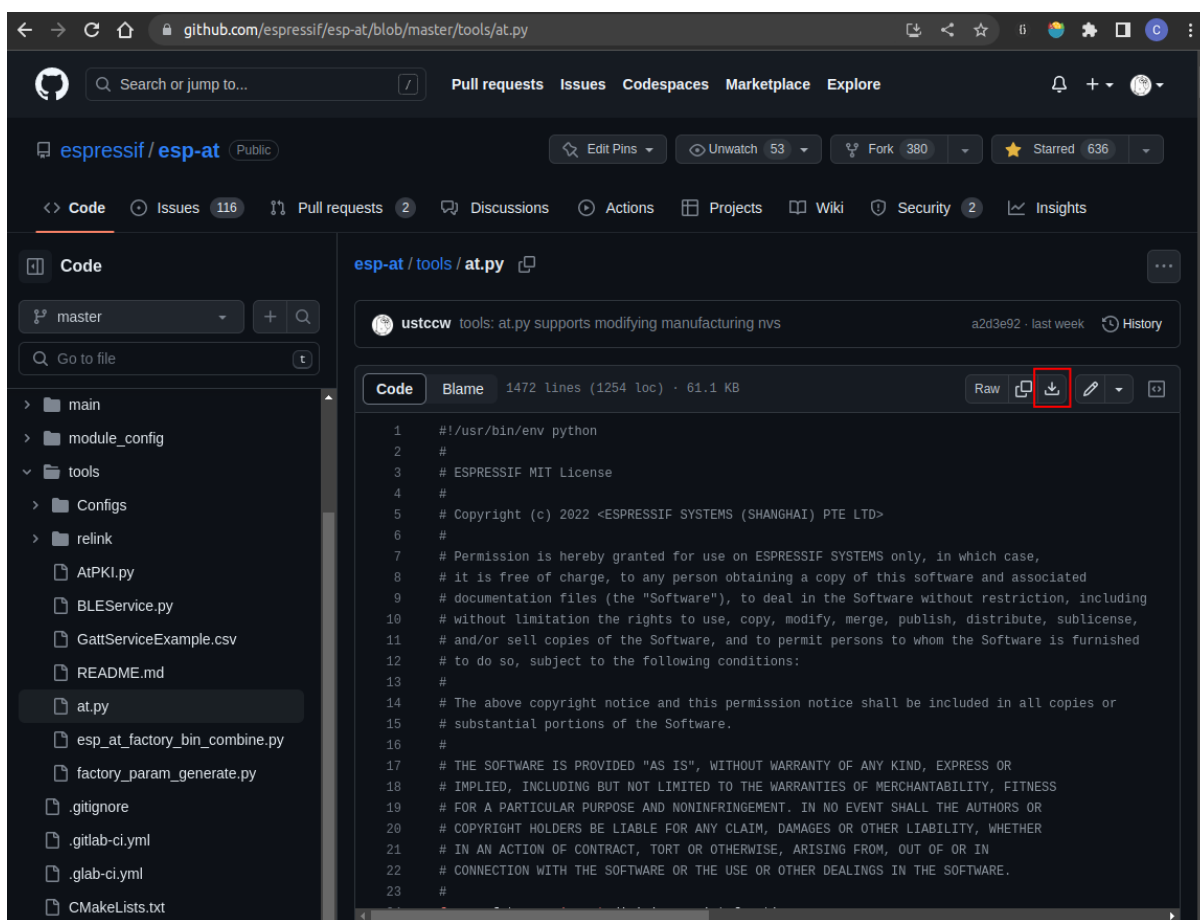 github.com/espressif/esp-at/blob/master/tools/at.py
C
Search or jump to... /
Pull requests Issues Codespaces Marketplace Explore
espressif / esp-at Public
Edit Pins Unwatch 53 Fork 380 Starred 636
Code Issues 116 Pull requests 2 Discussions Actions Projects Wiki Security 2 Insights
Code
master
Go to file t
main
module_config
tools
Configs
relink
AtPKI.py
BLEService.py
GattServiceExample.csv
README.md
at.py
esp_at_factory_bin_combine.py
factory_param_generate.py
.gitignore
.gitlab-ci.yml
.glab-ci.yml
CMakeLists.txt
esp-at / tools / at.py
ustccw tools: at.py supports modifying manufacturing nvs a2d3e92 · last week History
Code Blame 1472 lines (1254 loc) · 61.1 KB Raw
1 #!/usr/bin/env python
2 #
3 # ESPRESSIF MIT License
4 #
5 # Copyright (c) 2022 <ESPRESSIF SYSTEMS (SHANGHAI) PTE LTD>
6 #
7 # Permission is hereby granted for use on ESPRESSIF SYSTEMS only, in which case,
8 # it is free of charge, to any person obtaining a copy of this software and associated
9 # documentation files (the "Software"), to deal in the Software without restriction, including
10 # without limitation the rights to use, copy, modify, merge, publish, distribute, sublicense,
11 # and/or sell copies of the Software, and to permit persons to whom the Software is furnished
12 # to do so, subject to the following conditions:
13 #
14 # The above copyright notice and this permission notice shall be included in all copies or
15 # substantial portions of the Software.
16 #
17 # THE SOFTWARE IS PROVIDED "AS IS", WITHOUT WARRANTY OF ANY KIND, EXPRESS OR
18 # IMPLIED, INCLUDING BUT NOT LIMITED TO THE WARRANTIES OF MERCHANTABILITY, FITNESS
19 # FOR A PARTICULAR PURPOSE AND NONINFRINGEMENT. IN NO EVENT SHALL THE AUTHORS OR
20 # COPYRIGHT HOLDERS BE LIABLE FOR ANY CLAIM, DAMAGES OR OTHER LIABILITY, WHETHER
21 # IN AN ACTION OF CONTRACT, TORT OR OTHERWISE, ARISING FROM, OUT OF OR IN
22 # CONNECTION WITH THE SOFTWARE OR THE USE OR OTHER DEALINGS IN THE SOFTWARE.
23 #